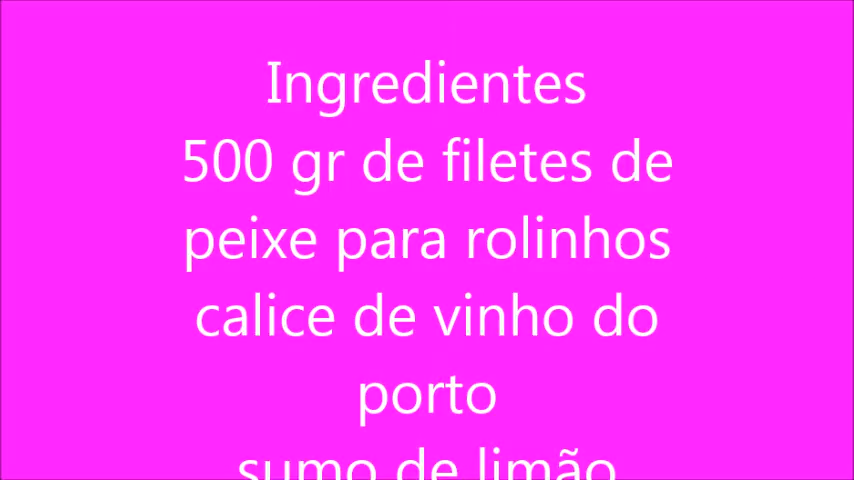 Ingredientes
500 gr de filetes de
peixe para rolinhos
calice de vinho do
porto
sumo de limão